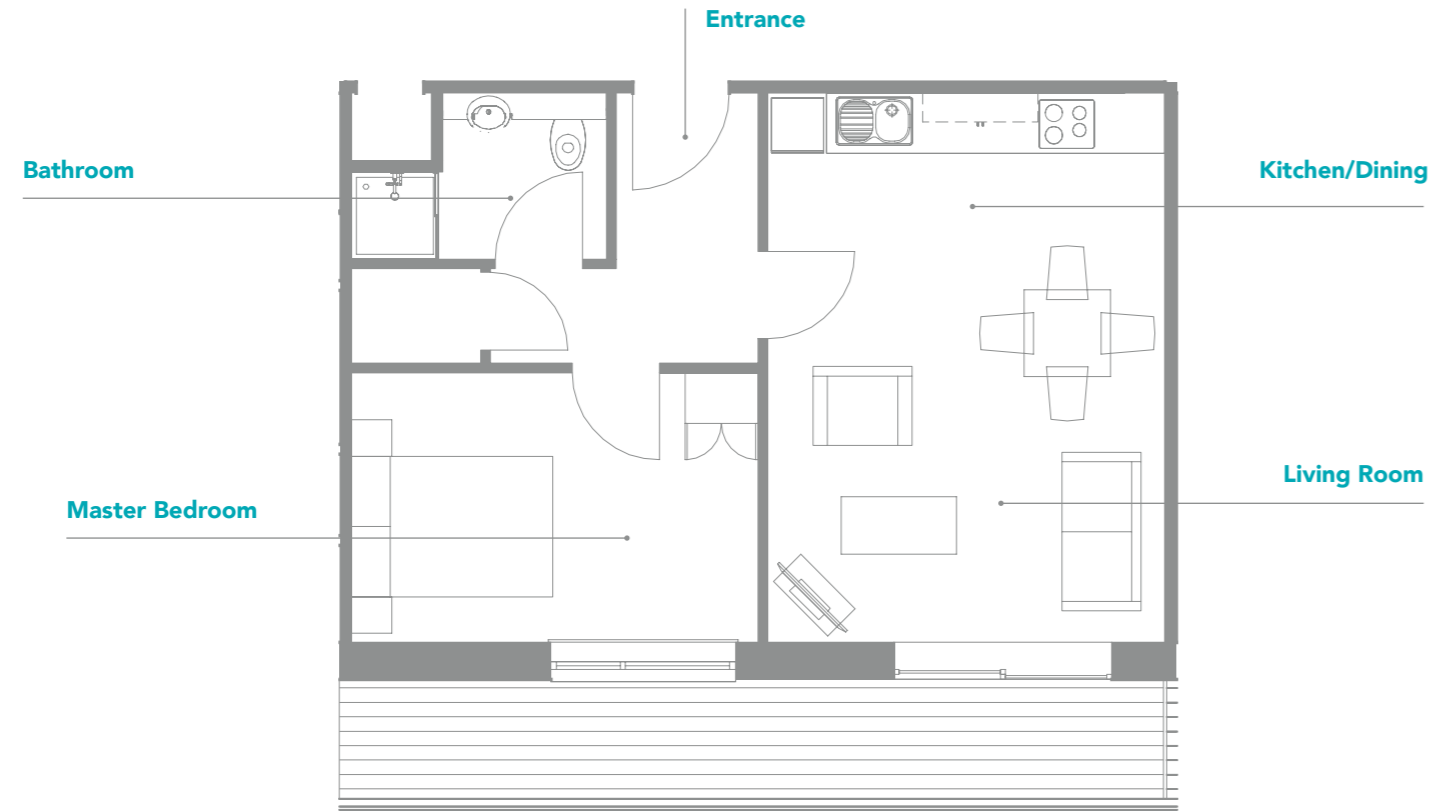 Entrance
Bathroom
Kitchen/Dining
Living Room
Master Bedroom